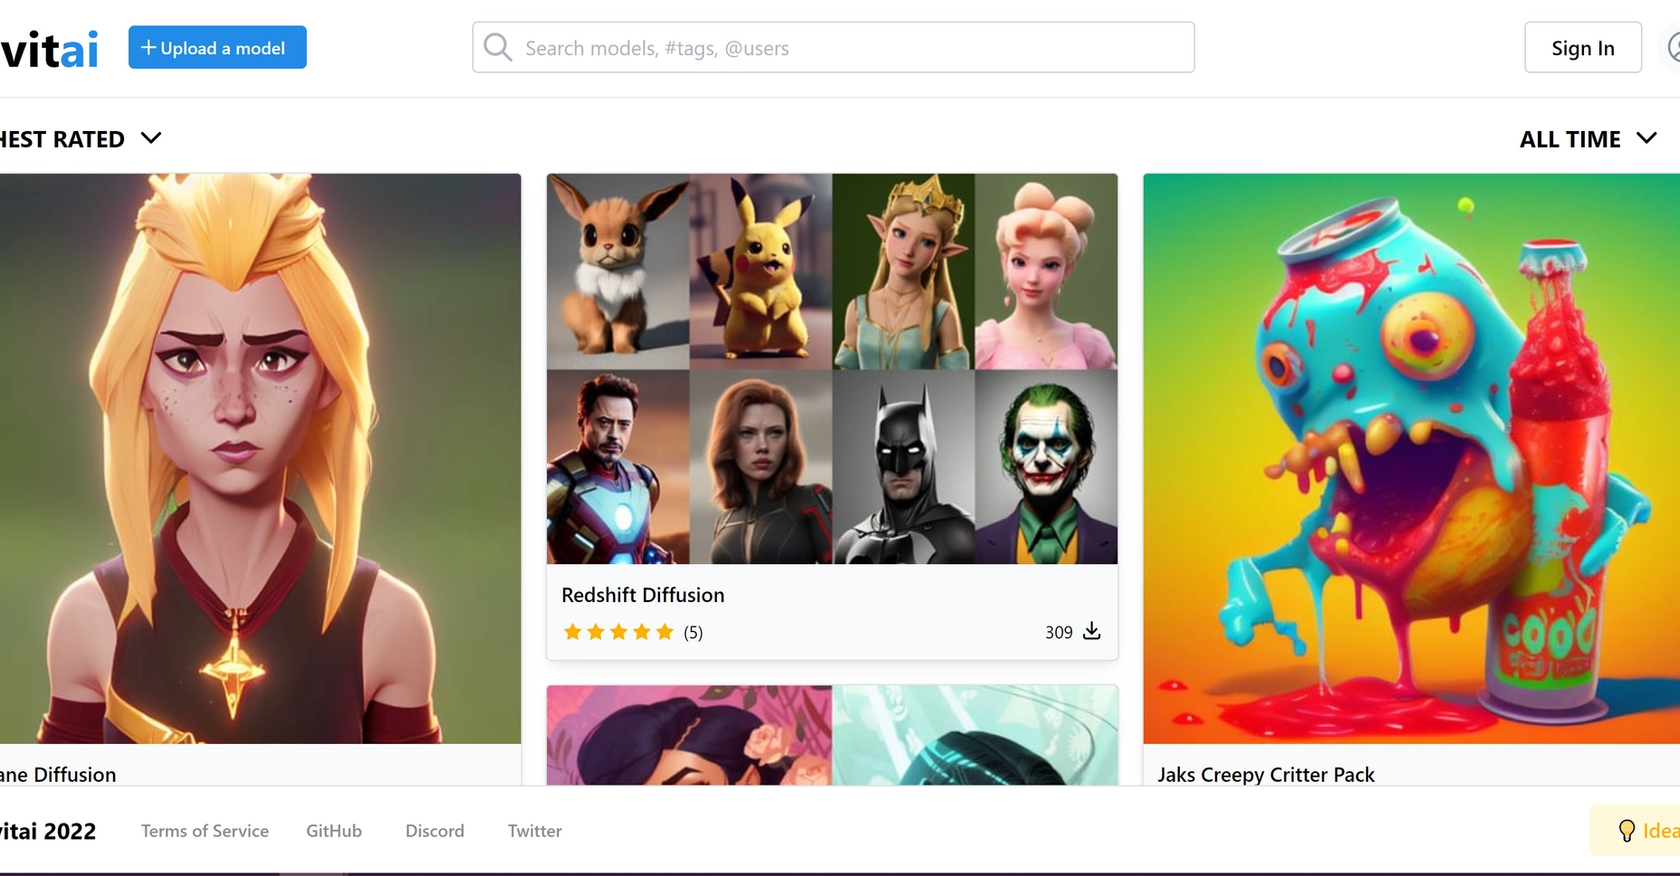 vitai
Upload a model
Search models, #tags, @users
Sign In
HEST RATED
ALL TIME
Redshift Diffusion
(5)
309
ane Diffusion
Jaks Creepy Critter Pack
vitai 2022
Terms of Service
GitHub
Discord
Twitter
Idea